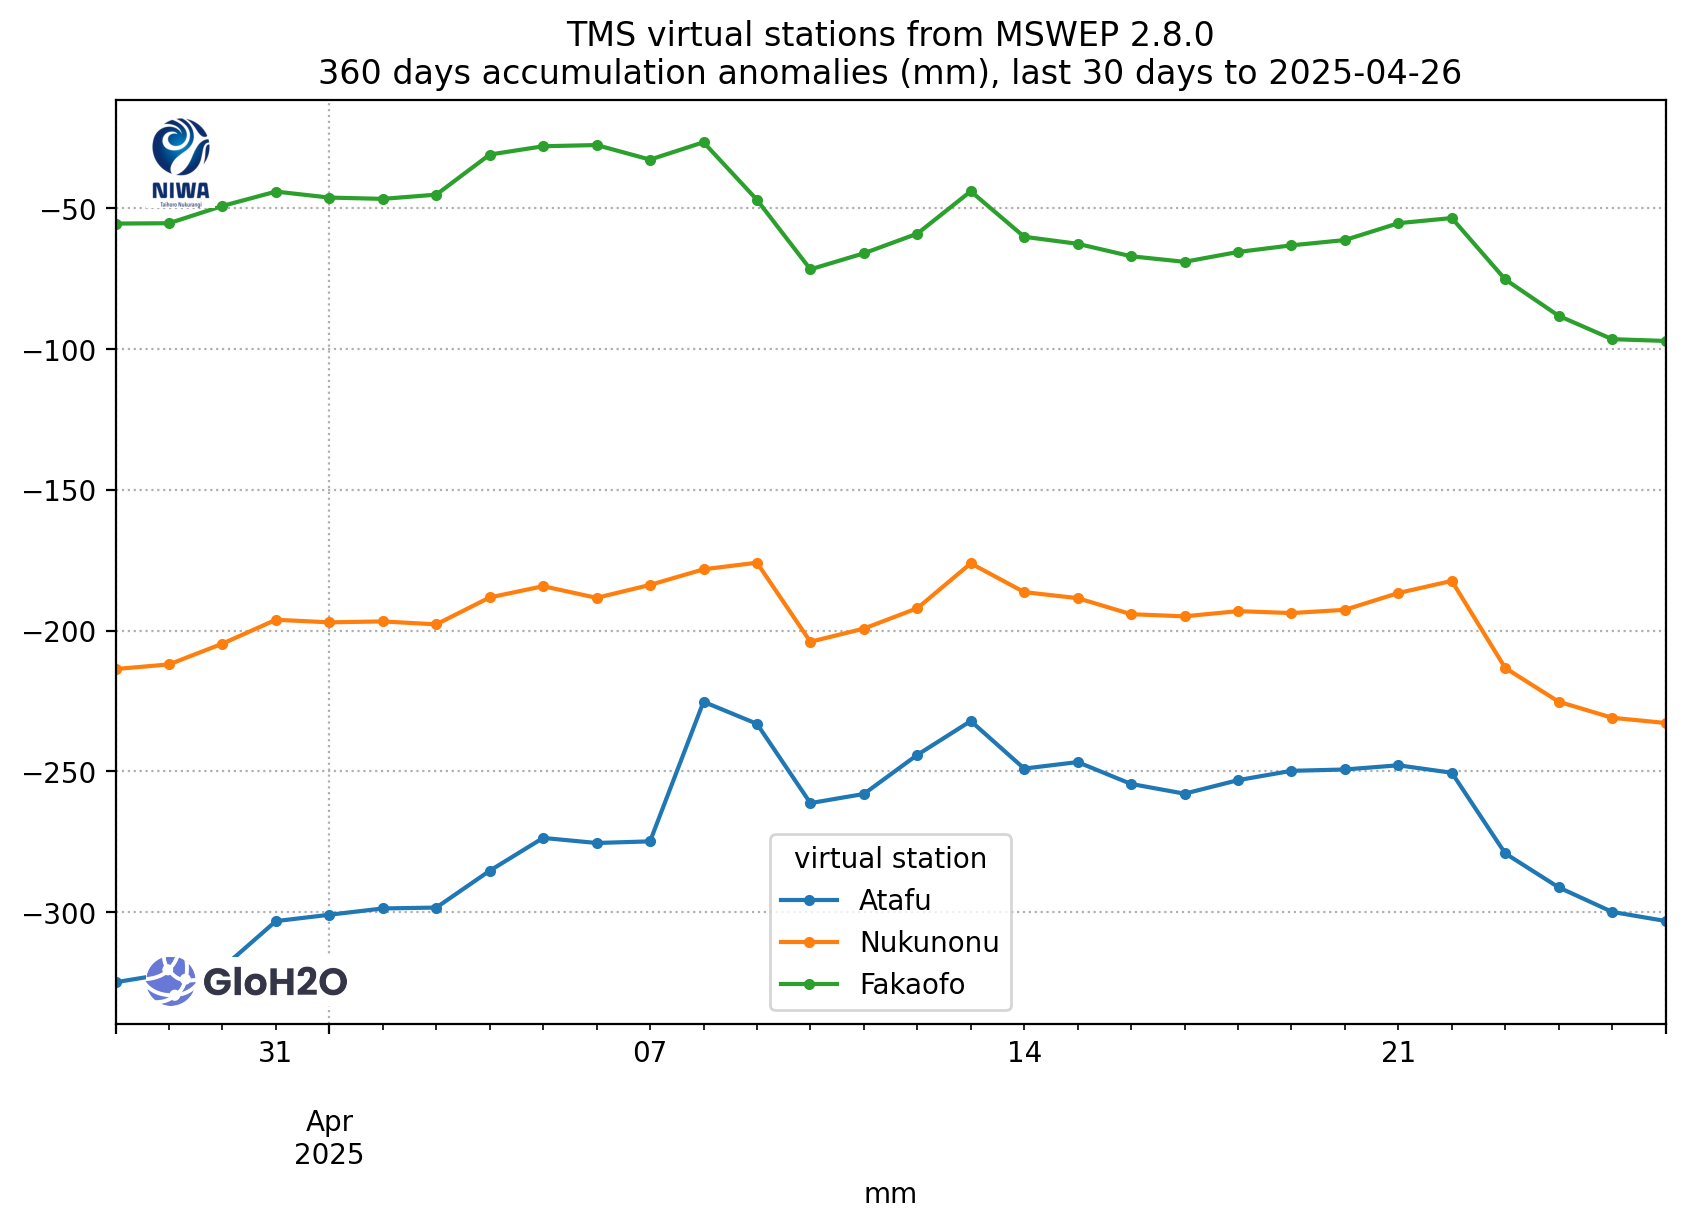 TMS virtual stations from MSWEP 2.8.0
360 days accumulation anomalies (mm), last 30 days to 2025-04-26
NIWA
Taihoro Nukurangi
−50
−100
−150
−200
−250
−300
virtual station
Atafu
Nukunonu
Fakaofo
GloH2O
31
07
14
21
Apr
2025
mm